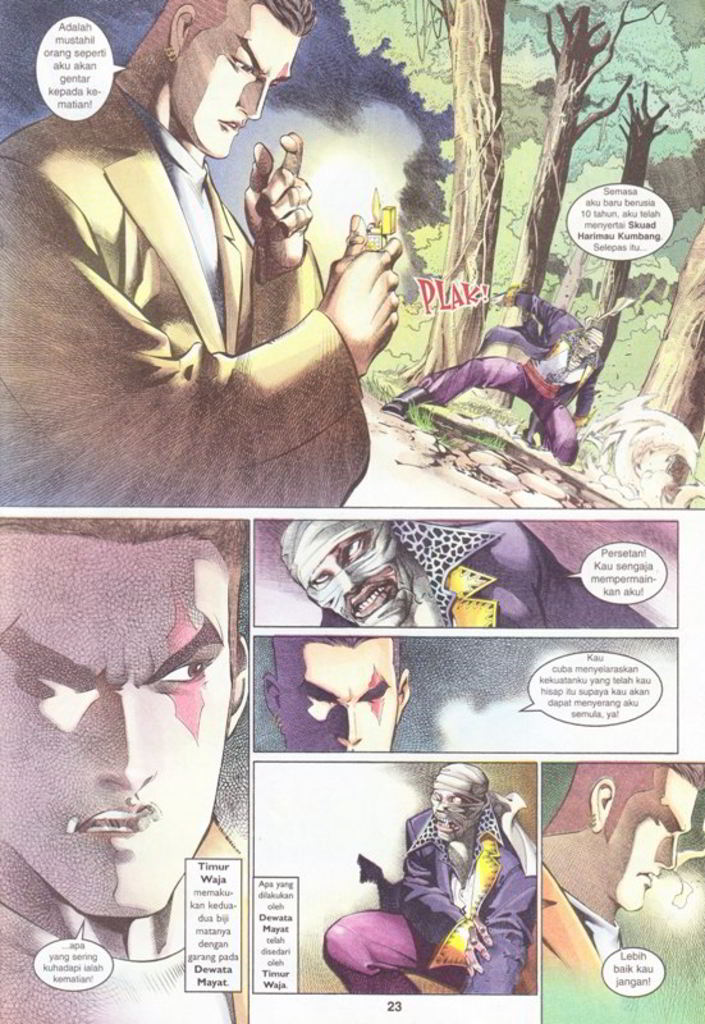 Adalah
mustahil
orang seperti
aku akan
gentar
kepada ke-
matian!
Semasa
aku baru berusia
10 tahun, aku telah
menyertai Skuad
Harimau Kumbang.
Selepas itu...
PLAK!
...apa
yang sering
kuhadapi ialah
kematian!
Timur
Waja
memaku-
kan kedua-
dua biji
matanya
dengan
garang pada
Dewata
Mayat.
Persetan!
Kau sengaja
mempermain-
kan aku!
Kau
cuba menyelaraskan
kekuatanku yang telah kau
hisap itu supaya kau akan
dapat menyerang aku
semula, ya!
Apa yang
dilakukan
oleh
Dewata
Mayat
telah
disedari
oleh
Timur
Waja.
Lebih
baik kau
jangan!
23